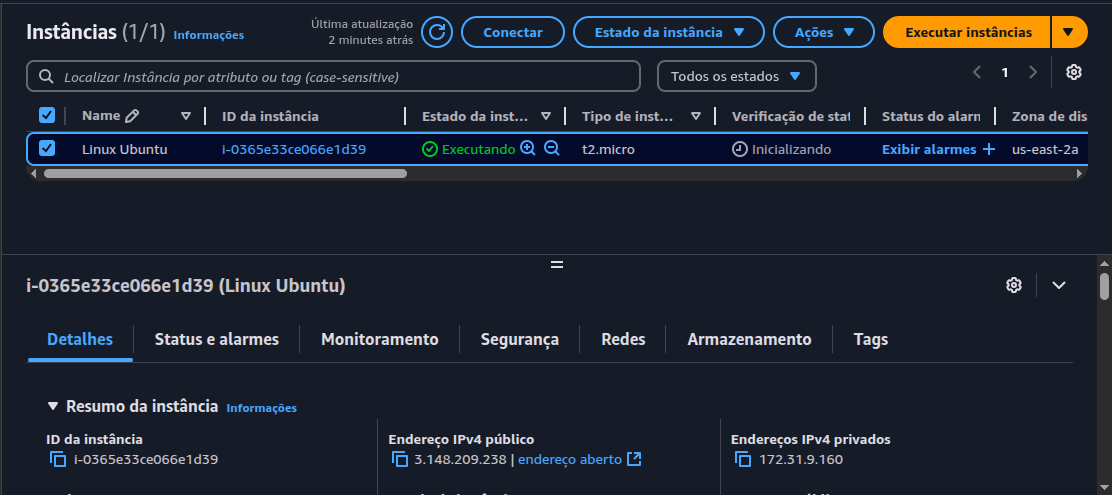 Instâncias (1/1) Informações
Última atualização
2 minutes atrás
Conectar
Estado da instância
Ações
Executar instâncias
Localizar Instância por atributo ou tag (case-sensitive)
Todos os estados
1
Name ID da instância Estado da inst... Tipo de inst... Verificação de stat Status do alarm Zona de dis
Linux Ubuntu i-0365e33ce066e1d39 Executando t2.micro Inicializando Exibir alarmes + us-east-2a
i-0365e33ce066e1d39 (Linux Ubuntu)
Detalhes Status e alarmes Monitoramento Segurança Redes Armazenamento Tags
Resumo da instância Informações
ID da instância Endereço IPv4 público Endereços IPv4 privados
i-0365e33ce066e1d39 3.148.209.238 | endereço aberto 172.31.9.160